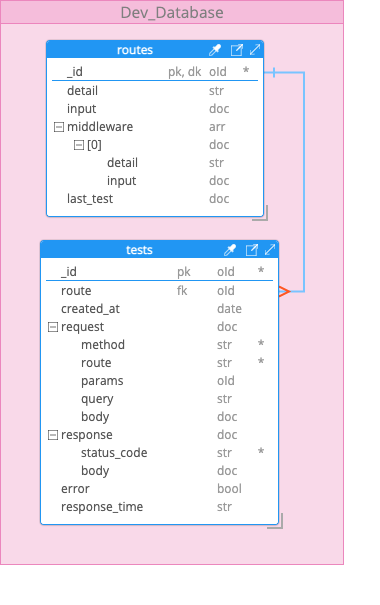 Dev_Database
routes
_id pk, dk oId *
detail str
input doc
middleware arr
[0] doc
detail str
input doc
last_test doc
tests
_id pk oId *
route fk oId
created_at date
request doc
method str *
route str *
params oId
query str
body doc
response doc
status_code str *
body doc
error bool
response_time str